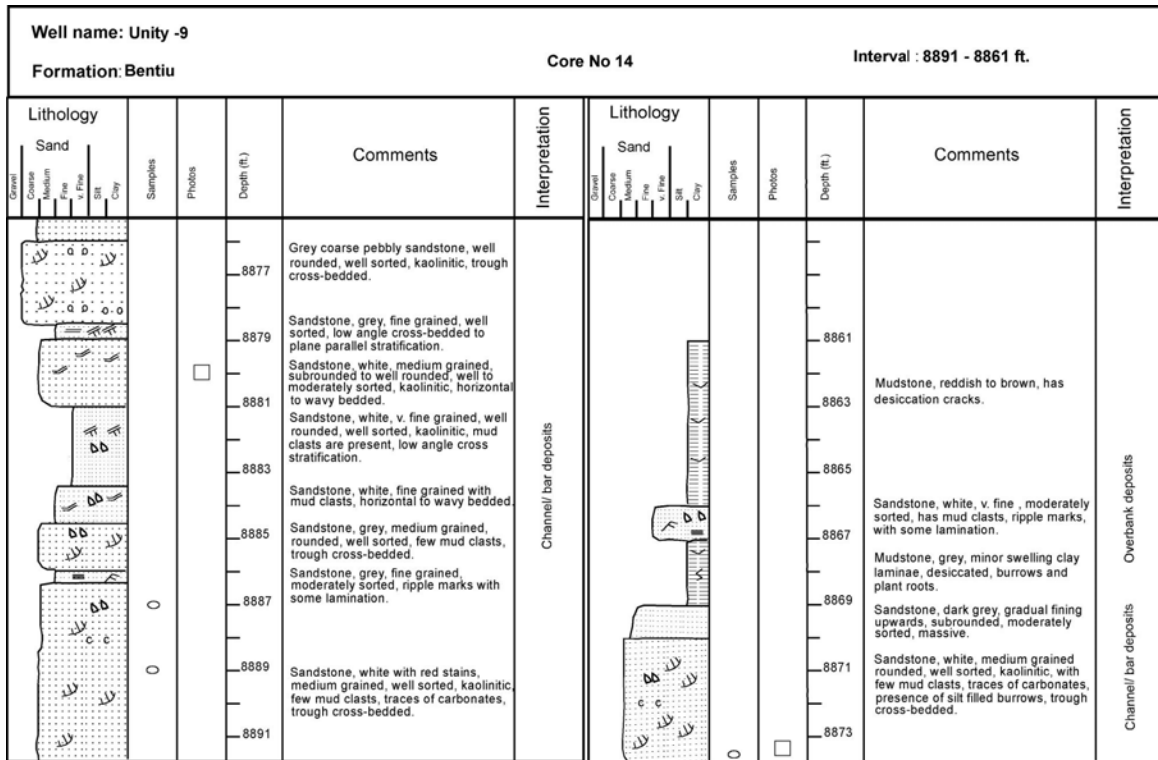 Well name: Unity -9
Formation: Bentiu
Core No 14
Interval : 8891 - 8861 ft.
Lithology
Sand
Gravel
Coarse
Medium
Fine
v. Fine
Silt
Clay
Samples
Photos
Depth (ft.)
Comments
Interpretation
8877
8879
8881
8883
8885
8887
8889
8891
Grey coarse pebbly sandstone, well
rounded, well sorted, kaolinitic, trough
cross-bedded.
Sandstone, grey, fine grained, well
sorted, low angle cross-bedded to
plane parallel stratification.
Sandstone, white, medium grained,
subrounded to well rounded, well to
moderately sorted, kaolinitic, horizontal
to wavy bedded.
Sandstone, white, v. fine grained, well
rounded, well sorted, kaolinitic, mud
clasts are present, low angle cross
stratification.
Sandstone, white, fine grained with
mud clasts, horizontal to wavy bedded.
Sandstone, grey, medium grained,
rounded, well sorted, few mud clasts,
trough cross-bedded.
Sandstone, grey, fine grained,
moderately sorted, ripple marks with
some lamination.
Sandstone, white with red stains,
medium grained, well sorted, kaolinitic,
few mud clasts, traces of carbonates,
trough cross-bedded.
Channel/ bar deposits
Lithology
Sand
Gravel
Coarse
Medium
Fine
v. Fine
Silt
Clay
Samples
Photos
Depth (ft.)
Comments
Interpretation
8861
8863
8865
8867
8869
8871
8873
Mudstone, reddish to brown, has
desiccation cracks.
Sandstone, white, v. fine , moderately
sorted, has mud clasts, ripple marks,
with some lamination.
Mudstone, grey, minor swelling clay
laminae, desiccated, burrows and
plant roots.
Sandstone, dark grey, gradual fining
upwards, subrounded, moderately
sorted, massive.
Sandstone, white, medium grained
rounded, well sorted, kaolinitic, with
few mud clasts, traces of carbonates,
presence of silt filled burrows, trough
cross-bedded.
Overbank deposits
Channel/ bar deposits